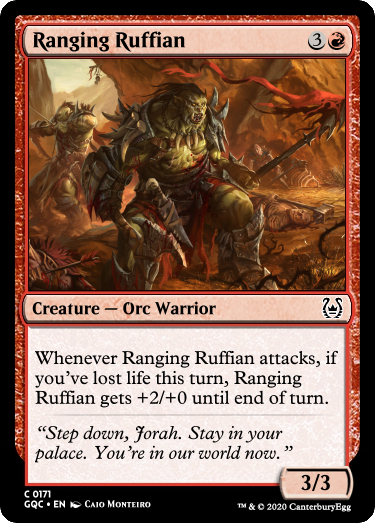 Ranging Ruffian 3
Creature — Orc Warrior
Whenever Ranging Ruffian attacks, if
you've lost life this turn, Ranging
Ruffian gets +2/+0 until end of turn.
“Step down, Jorah. Stay in your
palace. You're in our world now.”
3/3
C 0171
GQC • EN Caio Monteiro
™ & © 2020 CanterburyEgg